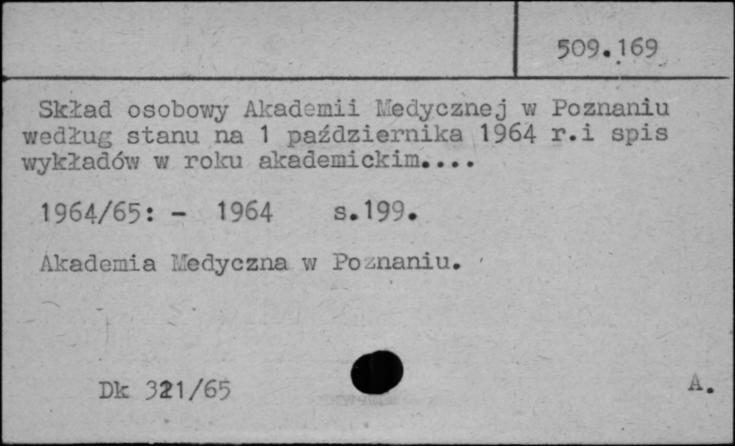 509.169
Skład osobowy Akademii Medycznej w Poznaniu
według stanu na 1 października 1964 r.i spis
wykładów w roku akademickim....
1964/65: - 1964 s.199.
Akademia Medyczna w Poznaniu.
Dk 321/65
A.